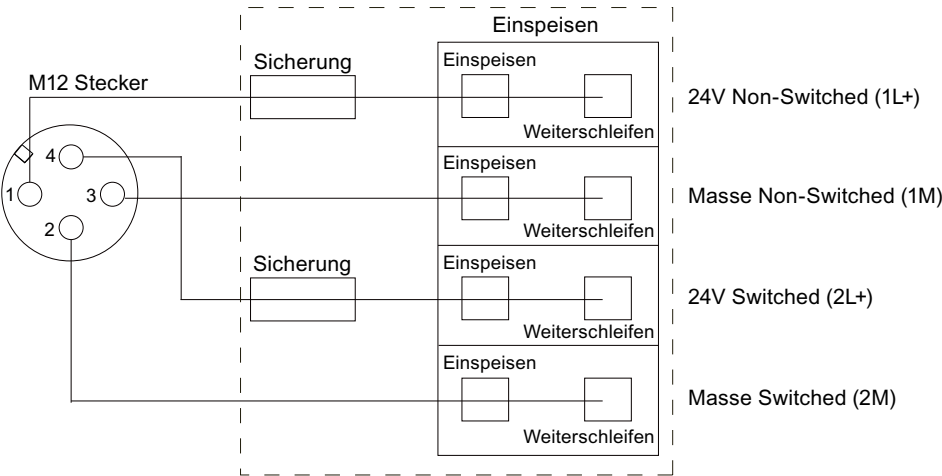 Einspeisen
Sicherung
Einspeisen
M12 Stecker
24V Non-Switched (1L+)
Weiterschleifen
4
Einspeisen
1
3
Masse Non-Switched (1M)
2
Weiterschleifen
Sicherung
Einspeisen
24V Switched (2L+)
Weiterschleifen
Einspeisen
Masse Switched (2M)
Weiterschleifen